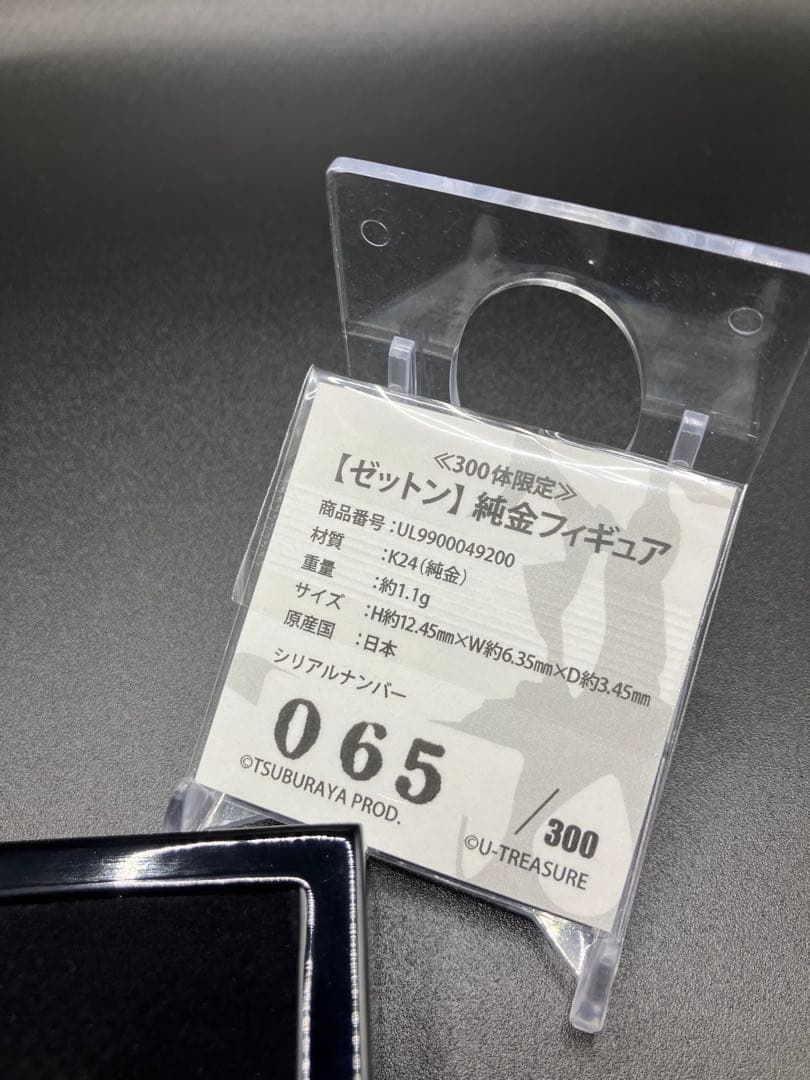 ≪300体限定≫
【ゼットン】純金フィギュア
商品番号:UL9900049200
材質 :K24(純金)
重量 :約1.1g
サイズ :H約12.45㎜×W約6.35㎜×D約3.45㎜
原産国 :日本
シリアルナンバー
065/300
©TSUBURAYA PROD.
©U-TREASURE